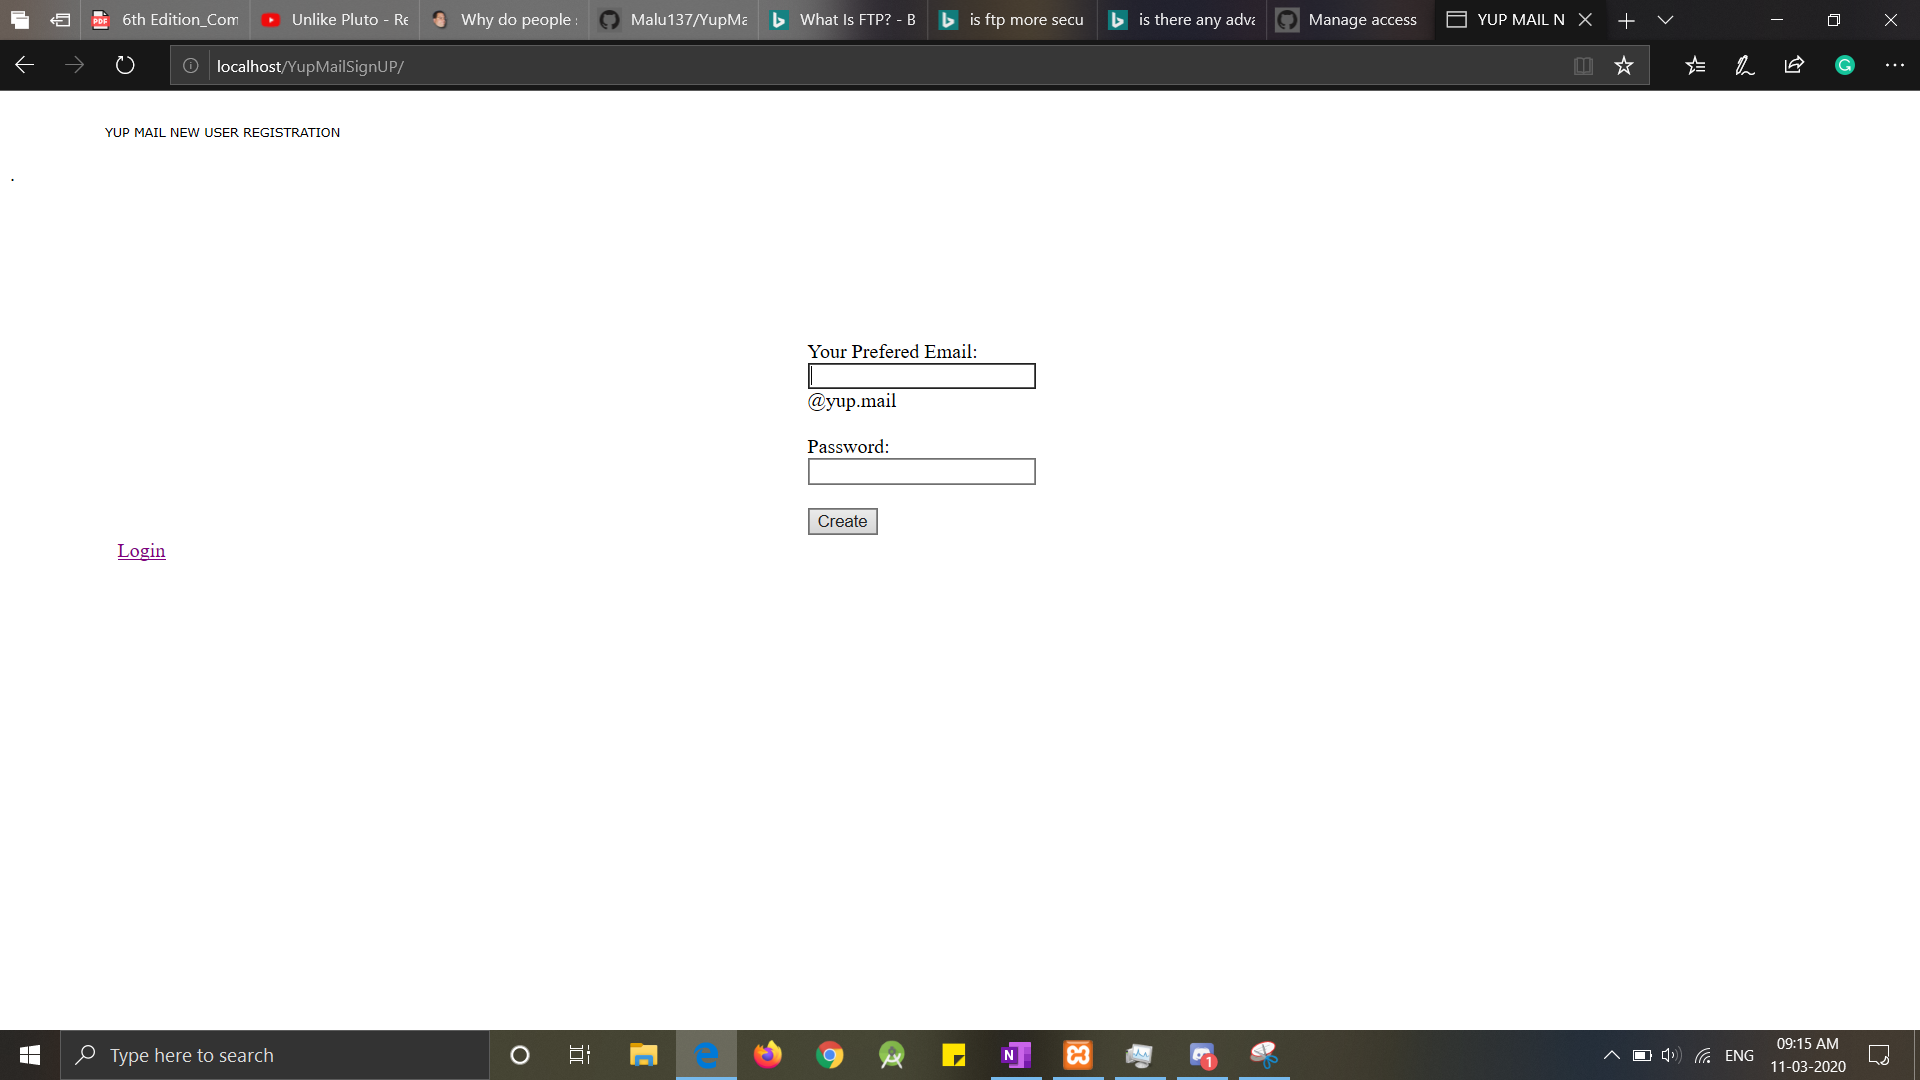 6th Edition_Com
Unlike Pluto - Re
Why do people s
Malu137/YupMa
What Is FTP? - B
is ftp more secu
is there any adva
Manage access
YUP MAIL N
localhost/YupMailSignUP/
YUP MAIL NEW USER REGISTRATION
.
Your Prefered Email:
@yup.mail
Password:
Create
Login
Type here to search
ENG
09:15 AM
11-03-2020